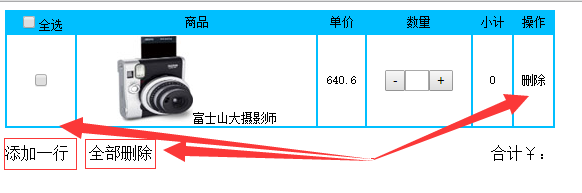 全选 商品 单价 数量 小计 操作
富士山大摄影师 640.6 - + 0 删除
添加一行 全部删除 合计￥：